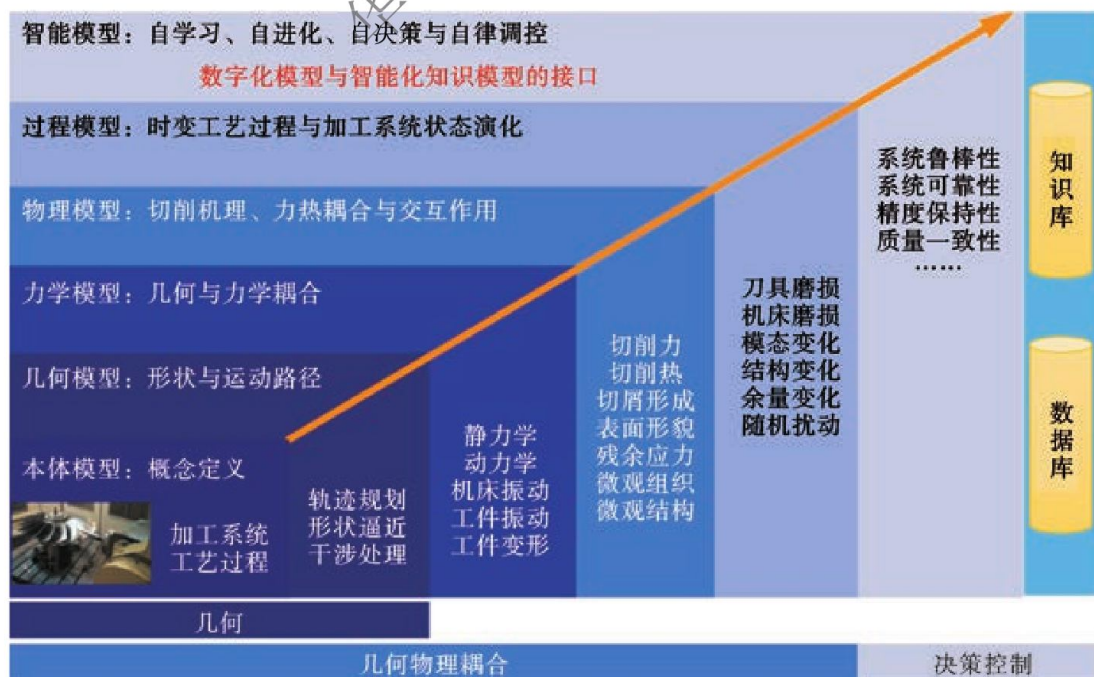 智能模型：自学习、自进化、自决策与自律调控
数字化模型与智能化知识模型的接口
过程模型：时变工艺过程与加工系统状态演化
系统鲁棒性
系统可靠性
精度保持性
质量一致性
……
知识库
物理模型：切削机理、力热耦合与交互作用
力学模型：几何与力学耦合
刀具磨损
机床磨损
模态变化
结构变化
余量变化
随机扰动
切削力
切削热
切屑形成
表面形貌
残余应力
微观组织
微观结构
几何模型：形状与运动路径
静力学
动力学
机床振动
工件振动
工件变形
数据库
本体模型：概念定义
加工系统
工艺过程
轨迹规划
形状逼近
干涉处理
几何
几何物理耦合
决策控制